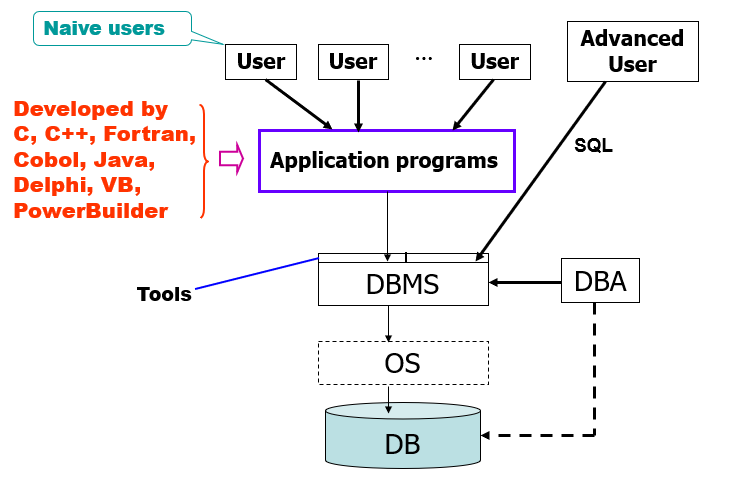 Naive users
User
User
...
User
Advanced
User
Developed by
C, C++, Fortran,
Cobol, Java,
Delphi, VB,
PowerBuilder
Application programs
SQL
Tools
DBMS
DBA
OS
DB